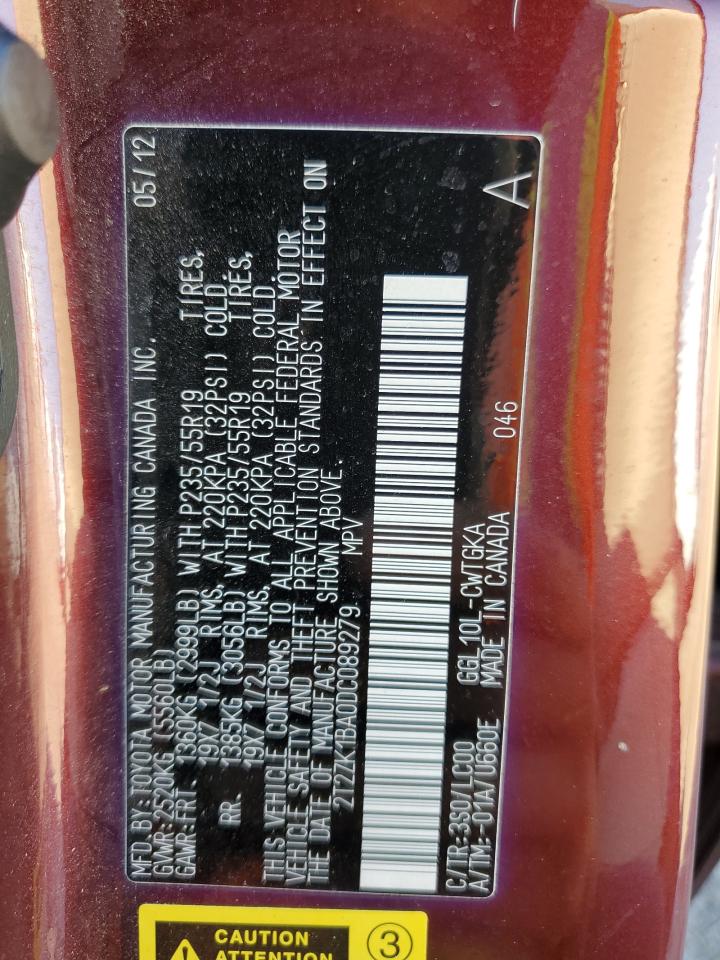 MFD.BY:TOYOTA MOTOR MANUFACTURING CANADA INC. 05/12
GVWR:2520KG (5560LB)
GAWR:FRT 1360KG (2999LB) WITH P235/55R19 TIRES,
19X7 1/2J RIMS, AT 220KPA (32PSI) COLD.
RR. 1385KG (3056LB) WITH P235/55R19 TIRES,
19X7 1/2J RIMS, AT 220KPA (32PSI) COLD.
THIS VEHICLE CONFORMS TO ALL APPLICABLE FEDERAL MOTOR
VEHICLE SAFETY AND THEFT PREVENTION STANDARDS IN EFFECT ON
THE DATE OF MANUFACTURE SHOWN ABOVE.
2T2ZK1BA0DC089279 MPV
C/TR:3S0/LC00 GGL10L-CWTGKA
A/TM:-01A/U660E MADE IN CANADA 046 A
CAUTION
ATTENTION
3